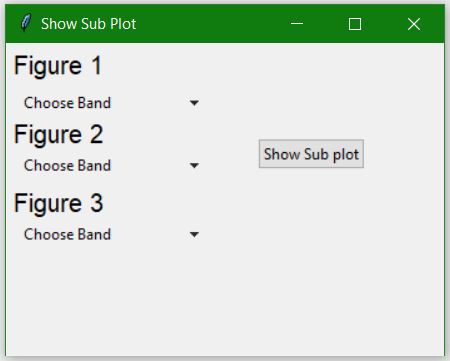 Show Sub Plot
Figure 1
Choose Band
Figure 2
Choose Band
Show Sub plot
Figure 3
Choose Band